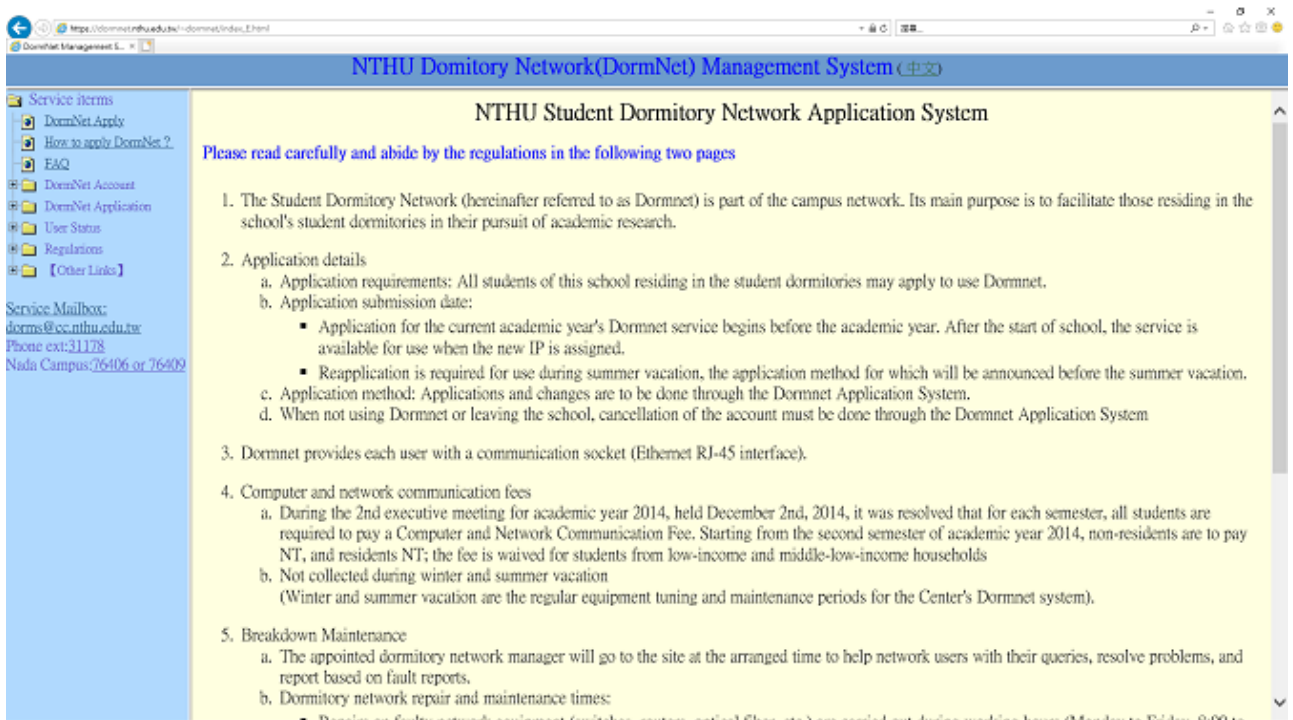 https://dormnet.nthu.edu.tw/~dormnet/index_E.html
DormNet Management S...
NTHU Domitory Network(DormNet) Management System (中文)
Service iterms
DormNet Apply
How to apply DormNet ?
FAQ
DormNet Account
DormNet Application
User Status
Regulations
【Other Links】
Service Mailbox:
dorms@cc.nthu.edu.tw
Phone ext:31178
Nada Campus:76406 or 76409
NTHU Student Dormitory Network Application System
Please read carefully and abide by the regulations in the following two pages
1. The Student Dormitory Network (hereinafter referred to as Dormnet) is part of the campus network. Its main purpose is to facilitate those residing in the
school's student dormitories in their pursuit of academic research.
2. Application details
a. Application requirements: All students of this school residing in the student dormitories may apply to use Dormnet.
b. Application submission date:
▪ Application for the current academic year's Dormnet service begins before the academic year. After the start of school, the service is
available for use when the new IP is assigned.
▪ Reapplication is required for use during summer vacation, the application method for which will be announced before the summer vacation.
c. Application method: Applications and changes are to be done through the Dormnet Application System.
d. When not using Dormnet or leaving the school, cancellation of the account must be done through the Dormnet Application System
3. Dormnet provides each user with a communication socket (Ethernet RJ-45 interface).
4. Computer and network communication fees
a. During the 2nd executive meeting for academic year 2014, held December 2nd, 2014, it was resolved that for each semester, all students are
required to pay a Computer and Network Communication Fee. Starting from the second semester of academic year 2014, non-residents are to pay
NT, and residents NT; the fee is waived for students from low-income and middle-low-income households
b. Not collected during winter and summer vacation
(Winter and summer vacation are the regular equipment tuning and maintenance periods for the Center's Dormnet system).
5. Breakdown Maintenance
a. The appointed dormitory network manager will go to the site at the arranged time to help network users with their queries, resolve problems, and
report based on fault reports.
b. Dormitory network repair and maintenance times: